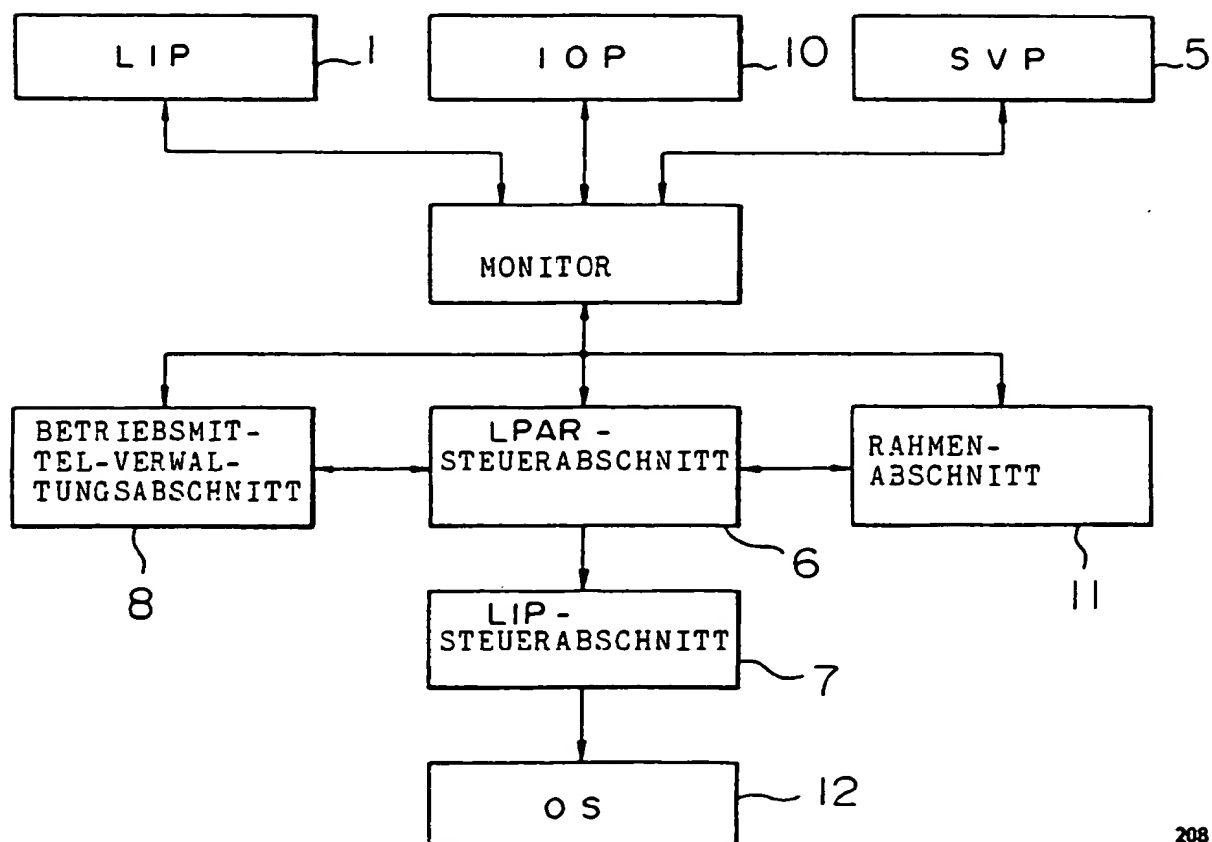 LIP
1
IOP
10
SVP
5
MONITOR
BETRIEBSMIT-
TEL-VERWAL-
TUNGSABSCHNITT
8
LPAR-
STEUERABSCHNITT
6
RAHMEN-
ABSCHNITT
11
LIP-
STEUERABSCHNITT
7
OS
12
208